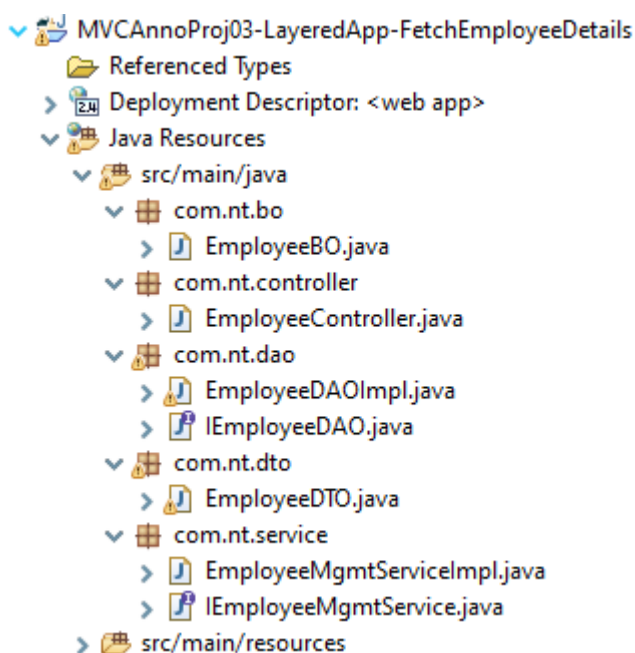 MVCAnnoProj03-LayeredApp-FetchEmployeeDetails
Referenced Types
2.4 Deployment Descriptor: <web app>
Java Resources
src/main/java
com.nt.bo
J EmployeeBO.java
com.nt.controller
J EmployeeController.java
com.nt.dao
J EmployeeDAOImpl.java
J IEmployeeDAO.java
com.nt.dto
J EmployeeDTO.java
com.nt.service
J EmployeeMgmtServiceImpl.java
J IEmployeeMgmtService.java
src/main/resources